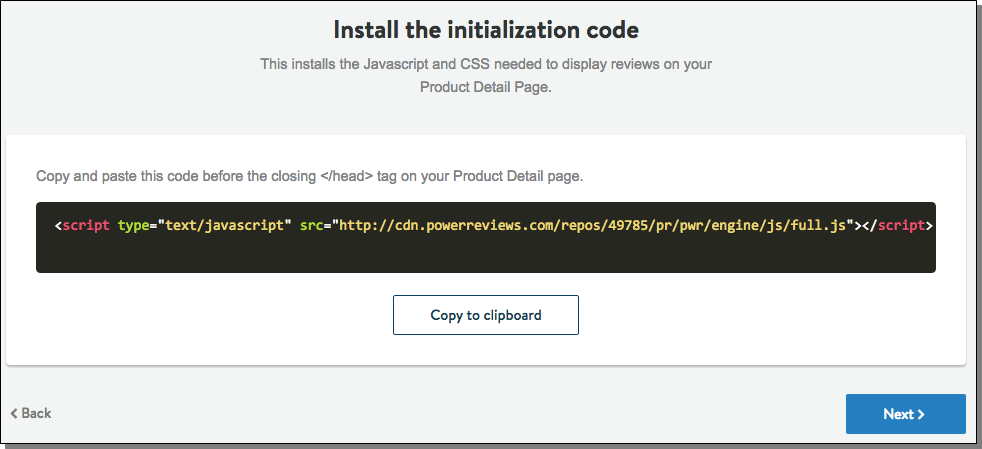 Install the initialization code
This installs the Javascript and CSS needed to display reviews on your
Product Detail Page.
Copy and paste this code before the closing </head> tag on your Product Detail page.
<script type="text/javascript" src="http://cdn.powerreviews.com/repos/49785/pr/pwr/engine/js/full.js"></script>
Copy to clipboard
Back
Next